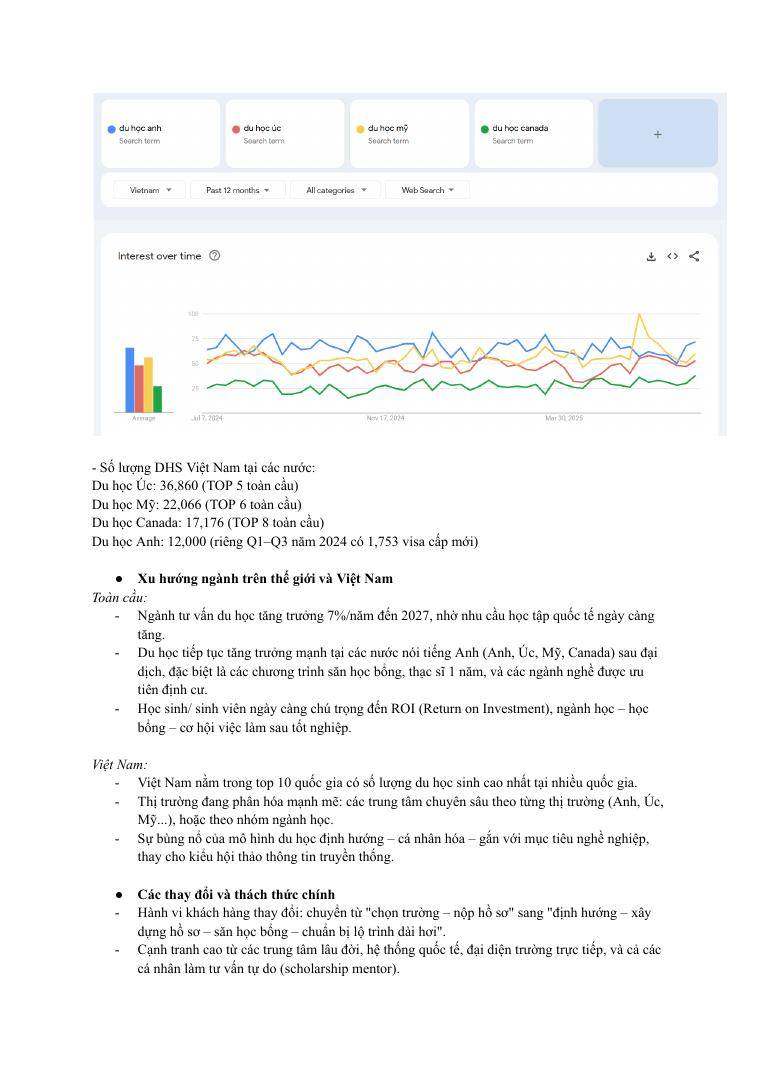 du học anh
Search term
du học úc
Search term
du học mỹ
Search term
du học canada
Search term
+
Vietnam
Past 12 months
All categories
Web Search
Interest over time
100
75
50
25
Average
Jul 7, 2024
Nov 17, 2024
Mar 30, 2025
- Số lượng DHS Việt Nam tại các nước:
Du học Úc: 36,860 (TOP 5 toàn cầu)
Du học Mỹ: 22,066 (TOP 6 toàn cầu)
Du học Canada: 17,176 (TOP 8 toàn cầu)
Du học Anh: 12,000 (riêng Q1–Q3 năm 2024 có 1,753 visa cấp mới)
● Xu hướng ngành trên thế giới và Việt Nam
Toàn cầu:
- Ngành tư vấn du học tăng trưởng 7%/năm đến 2027, nhờ nhu cầu học tập quốc tế ngày càng
tăng.
- Du học tiếp tục tăng trưởng mạnh tại các nước nói tiếng Anh (Anh, Úc, Mỹ, Canada) sau đại
dịch, đặc biệt là các chương trình săn học bổng, thạc sĩ 1 năm, và các ngành nghề được ưu
tiên định cư.
- Học sinh/ sinh viên ngày càng chú trọng đến ROI (Return on Investment), ngành học – học
bổng – cơ hội việc làm sau tốt nghiệp.
Việt Nam:
- Việt Nam nằm trong top 10 quốc gia có số lượng du học sinh cao nhất tại nhiều quốc gia.
- Thị trường đang phân hóa mạnh mẽ: các trung tâm chuyên sâu theo từng thị trường (Anh, Úc,
Mỹ...), hoặc theo nhóm ngành học.
- Sự bùng nổ của mô hình du học định hướng – cá nhân hóa – gắn với mục tiêu nghề nghiệp,
thay cho kiểu hội thảo thông tin truyền thống.
● Các thay đổi và thách thức chính
- Hành vi khách hàng thay đổi: chuyển từ "chọn trường – nộp hồ sơ" sang "định hướng – xây
dựng hồ sơ – săn học bổng – chuẩn bị lộ trình dài hơi".
- Cạnh tranh cao từ các trung tâm lâu đời, hệ thống quốc tế, đại diện trường trực tiếp, và cả các
cá nhân làm tư vấn tự do (scholarship mentor).